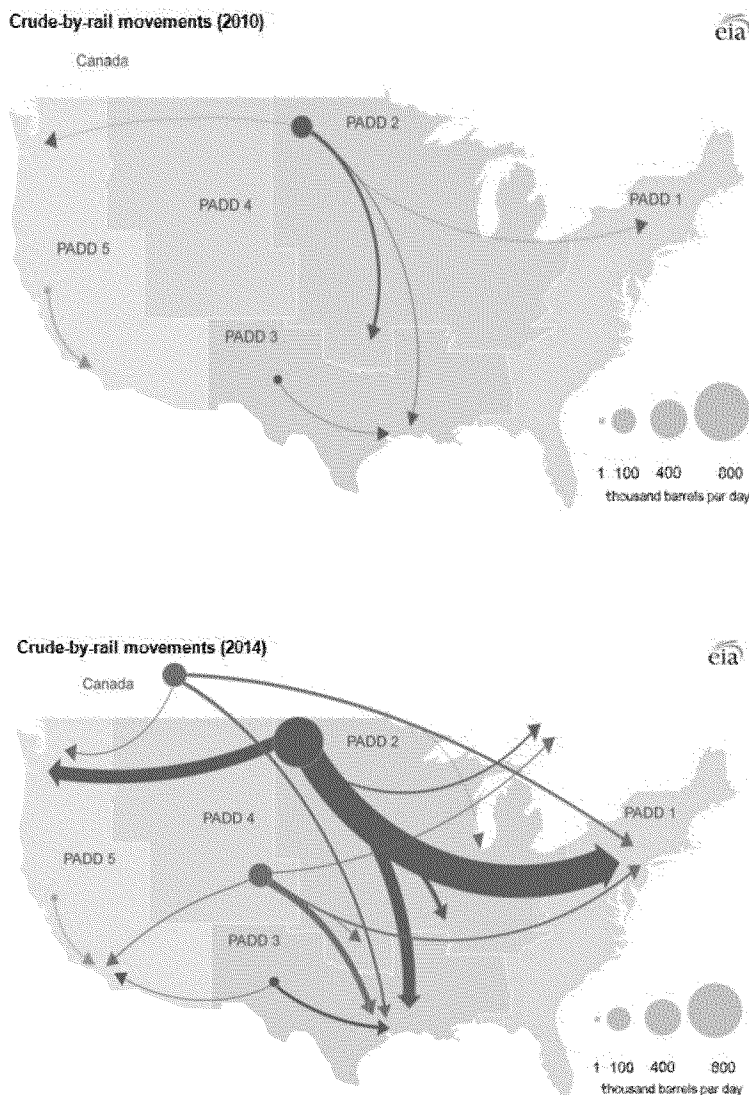 Crude-by-rail movements (2010)
eia
Canada
PADD 2
PADD 4
PADD 1
PADD 5
PADD 3
1 100 400 800
thousand barrels per day
Crude-by-rail movements (2014)
eia
Canada
PADD 2
PADD 4
PADD 1
PADD 5
PADD 3
1 100 400 800
thousand barrels per day